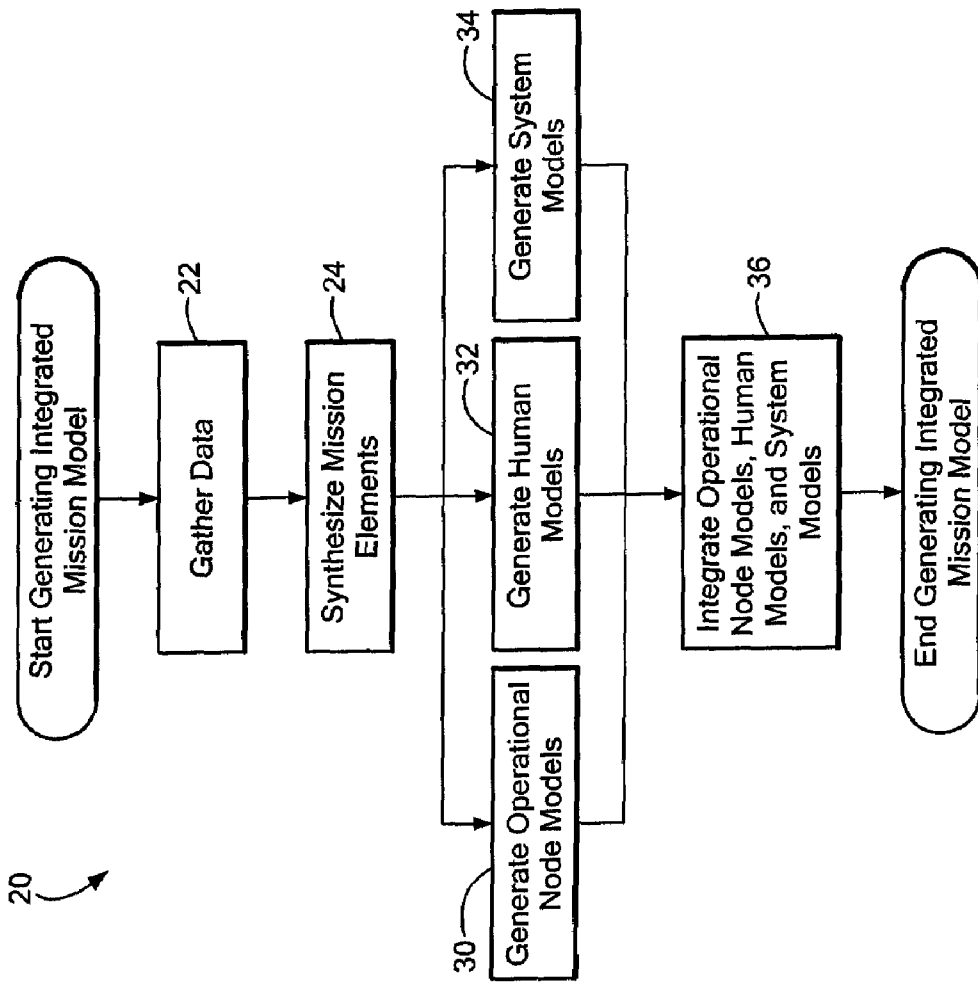 20
Start Generating Integrated
Mission Model
22
Gather Data
24
Synthesize Mission
Elements
30
Generate Operational
Node Models
32
Generate Human
Models
34
Generate System
Models
36
Integrate Operational
Node Models, Human
Models, and System
Models
End Generating Integrated
Mission Model